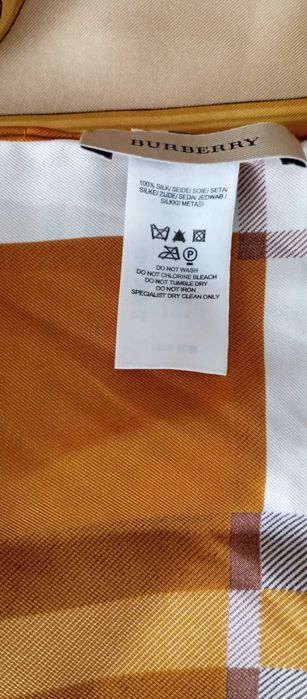 BURBERRY
100% SILK/ SEIDE/ SOIE/ SETA/
SILKE/ ZIJDE/ SEDA/ JEDWAB /
SILKKI/ METASI
P
DO NOT WASH
DO NOT CHLORINE BLEACH
DO NOT TUMBLE DRY
DO NOT IRON
SPECIALIST DRY CLEAN ONLY